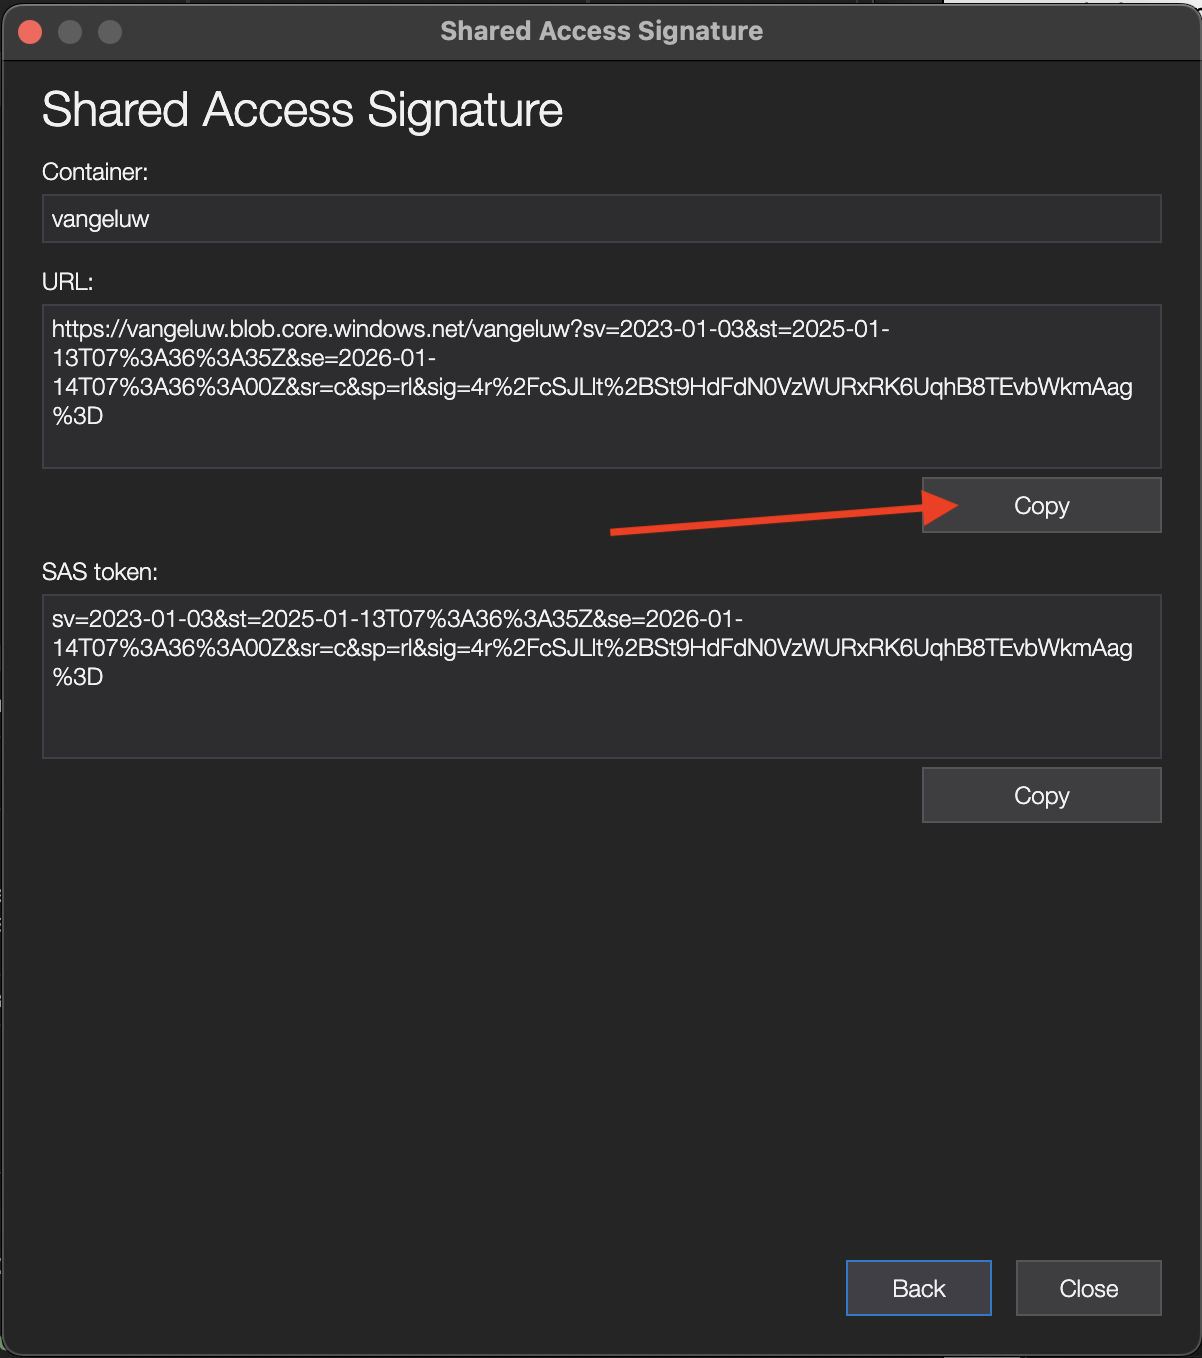 Shared Access Signature
Shared Access Signature
Container:
vangeluw
URL:
https://vangeluw.blob.core.windows.net/vangeluw?sv=2023-01-03&st=2025-01-
13T07%3A36%3A35Z&se=2026-01-
14T07%3A36%3A00Z&sr=c&sp=rl&sig=4r%2FcSJLlt%2BSt9HdFdN0VzWURxRK6UqhB8TEvbWkmAag
%3D
Copy
SAS token:
sv=2023-01-03&st=2025-01-13T07%3A36%3A35Z&se=2026-01-
14T07%3A36%3A00Z&sr=c&sp=rl&sig=4r%2FcSJLlt%2BSt9HdFdN0VzWURxRK6UqhB8TEvbWkmAag
%3D
Copy
Back
Close